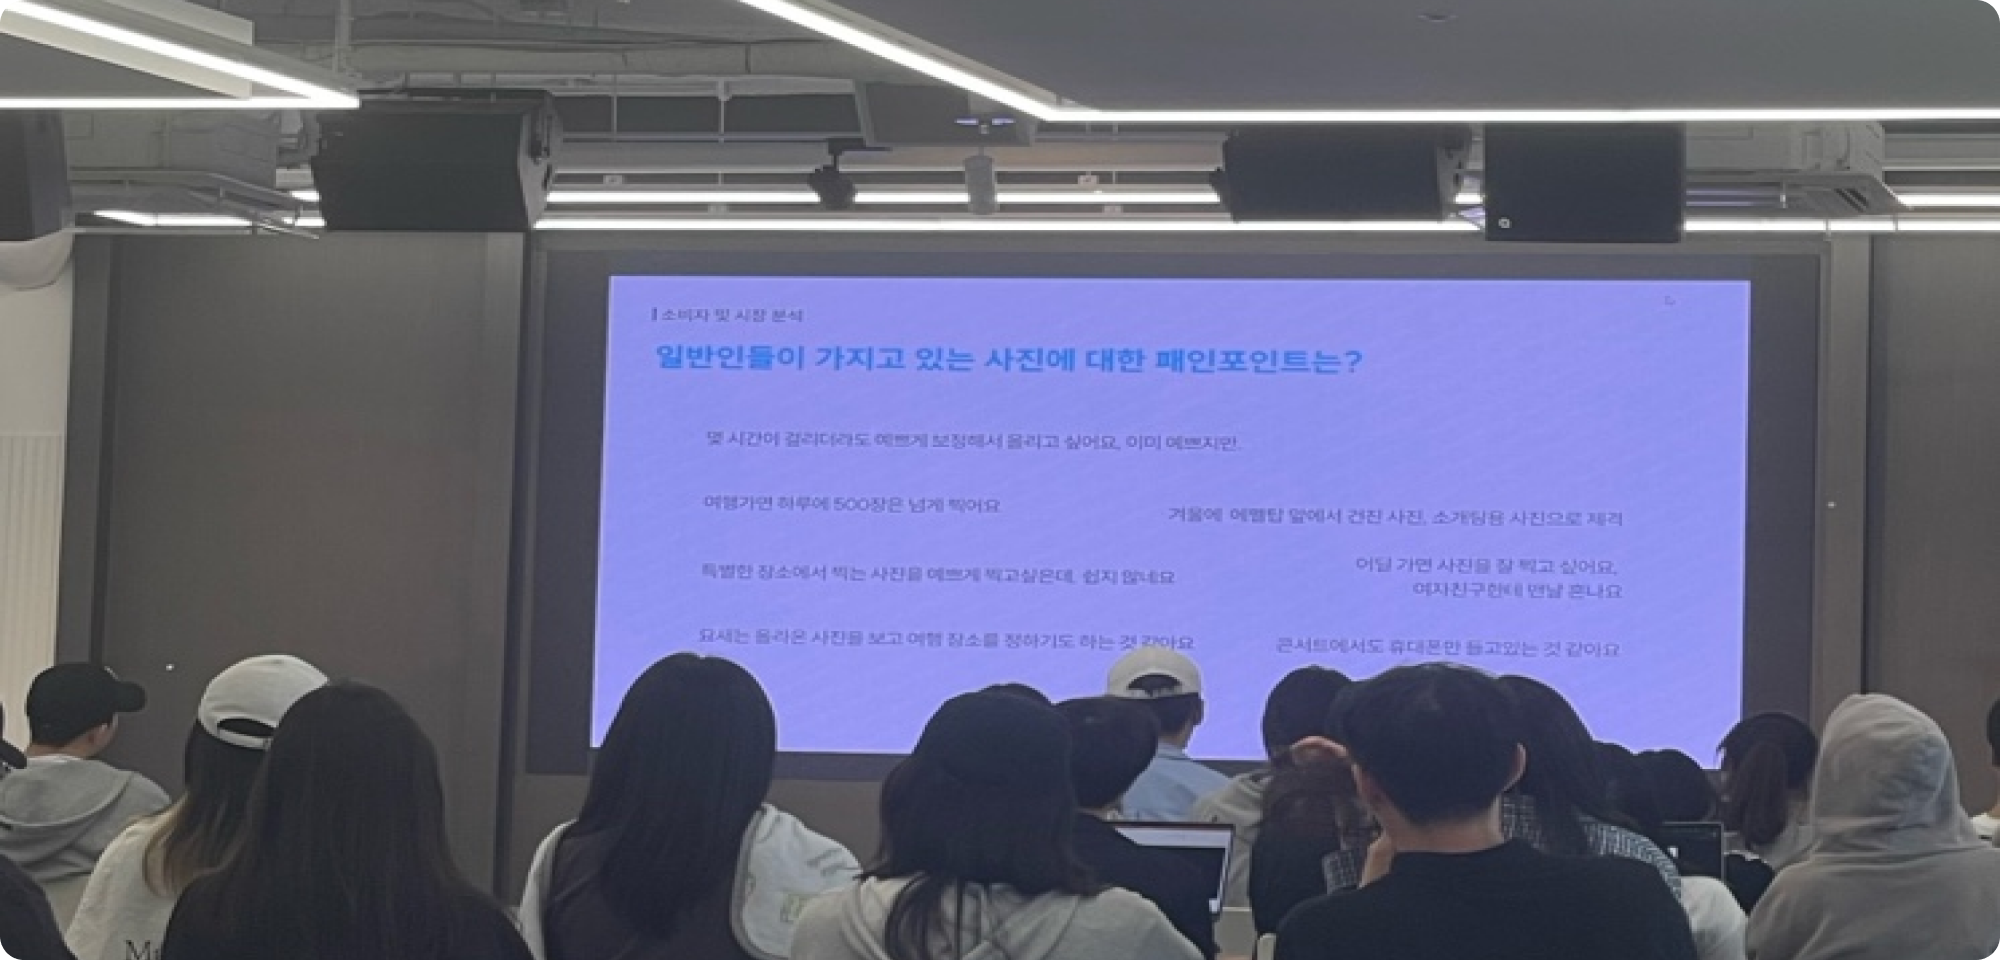 소비자 및 시장 분석
일반인들이 가지고 있는 사진에 대한 패인포인트는?
몇 시간이 걸리더라도 예쁘게 보정해서 올리고 싶어요, 이미 예쁘지만.
여행가면 하루에 500장은 넘게 찍어요
겨울에 에펠탑 앞에서 건진 사진, 소개팅용 사진으로 제격
특별한 장소에서 찍는 사진을 예쁘게 찍고싶은데, 쉽지 않네요
어딜 가면 사진을 잘 찍고 싶어요,
여자친구한테 맨날 혼나요
요새는 올라온 사진을 보고 여행 장소를 정하기도 하는 것 같아요
콘서트에서도 휴대폰만 들고있는 것 같아요